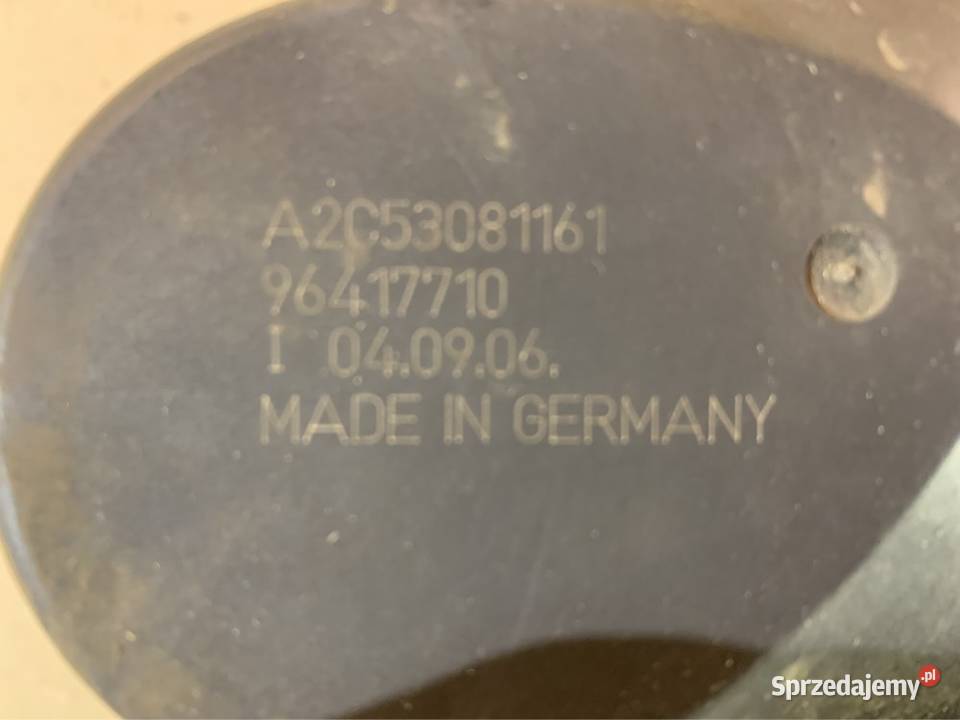 A2C53081161
96417710
I 04.09.06.
MADE IN GERMANY
Sprzedajemy.pl